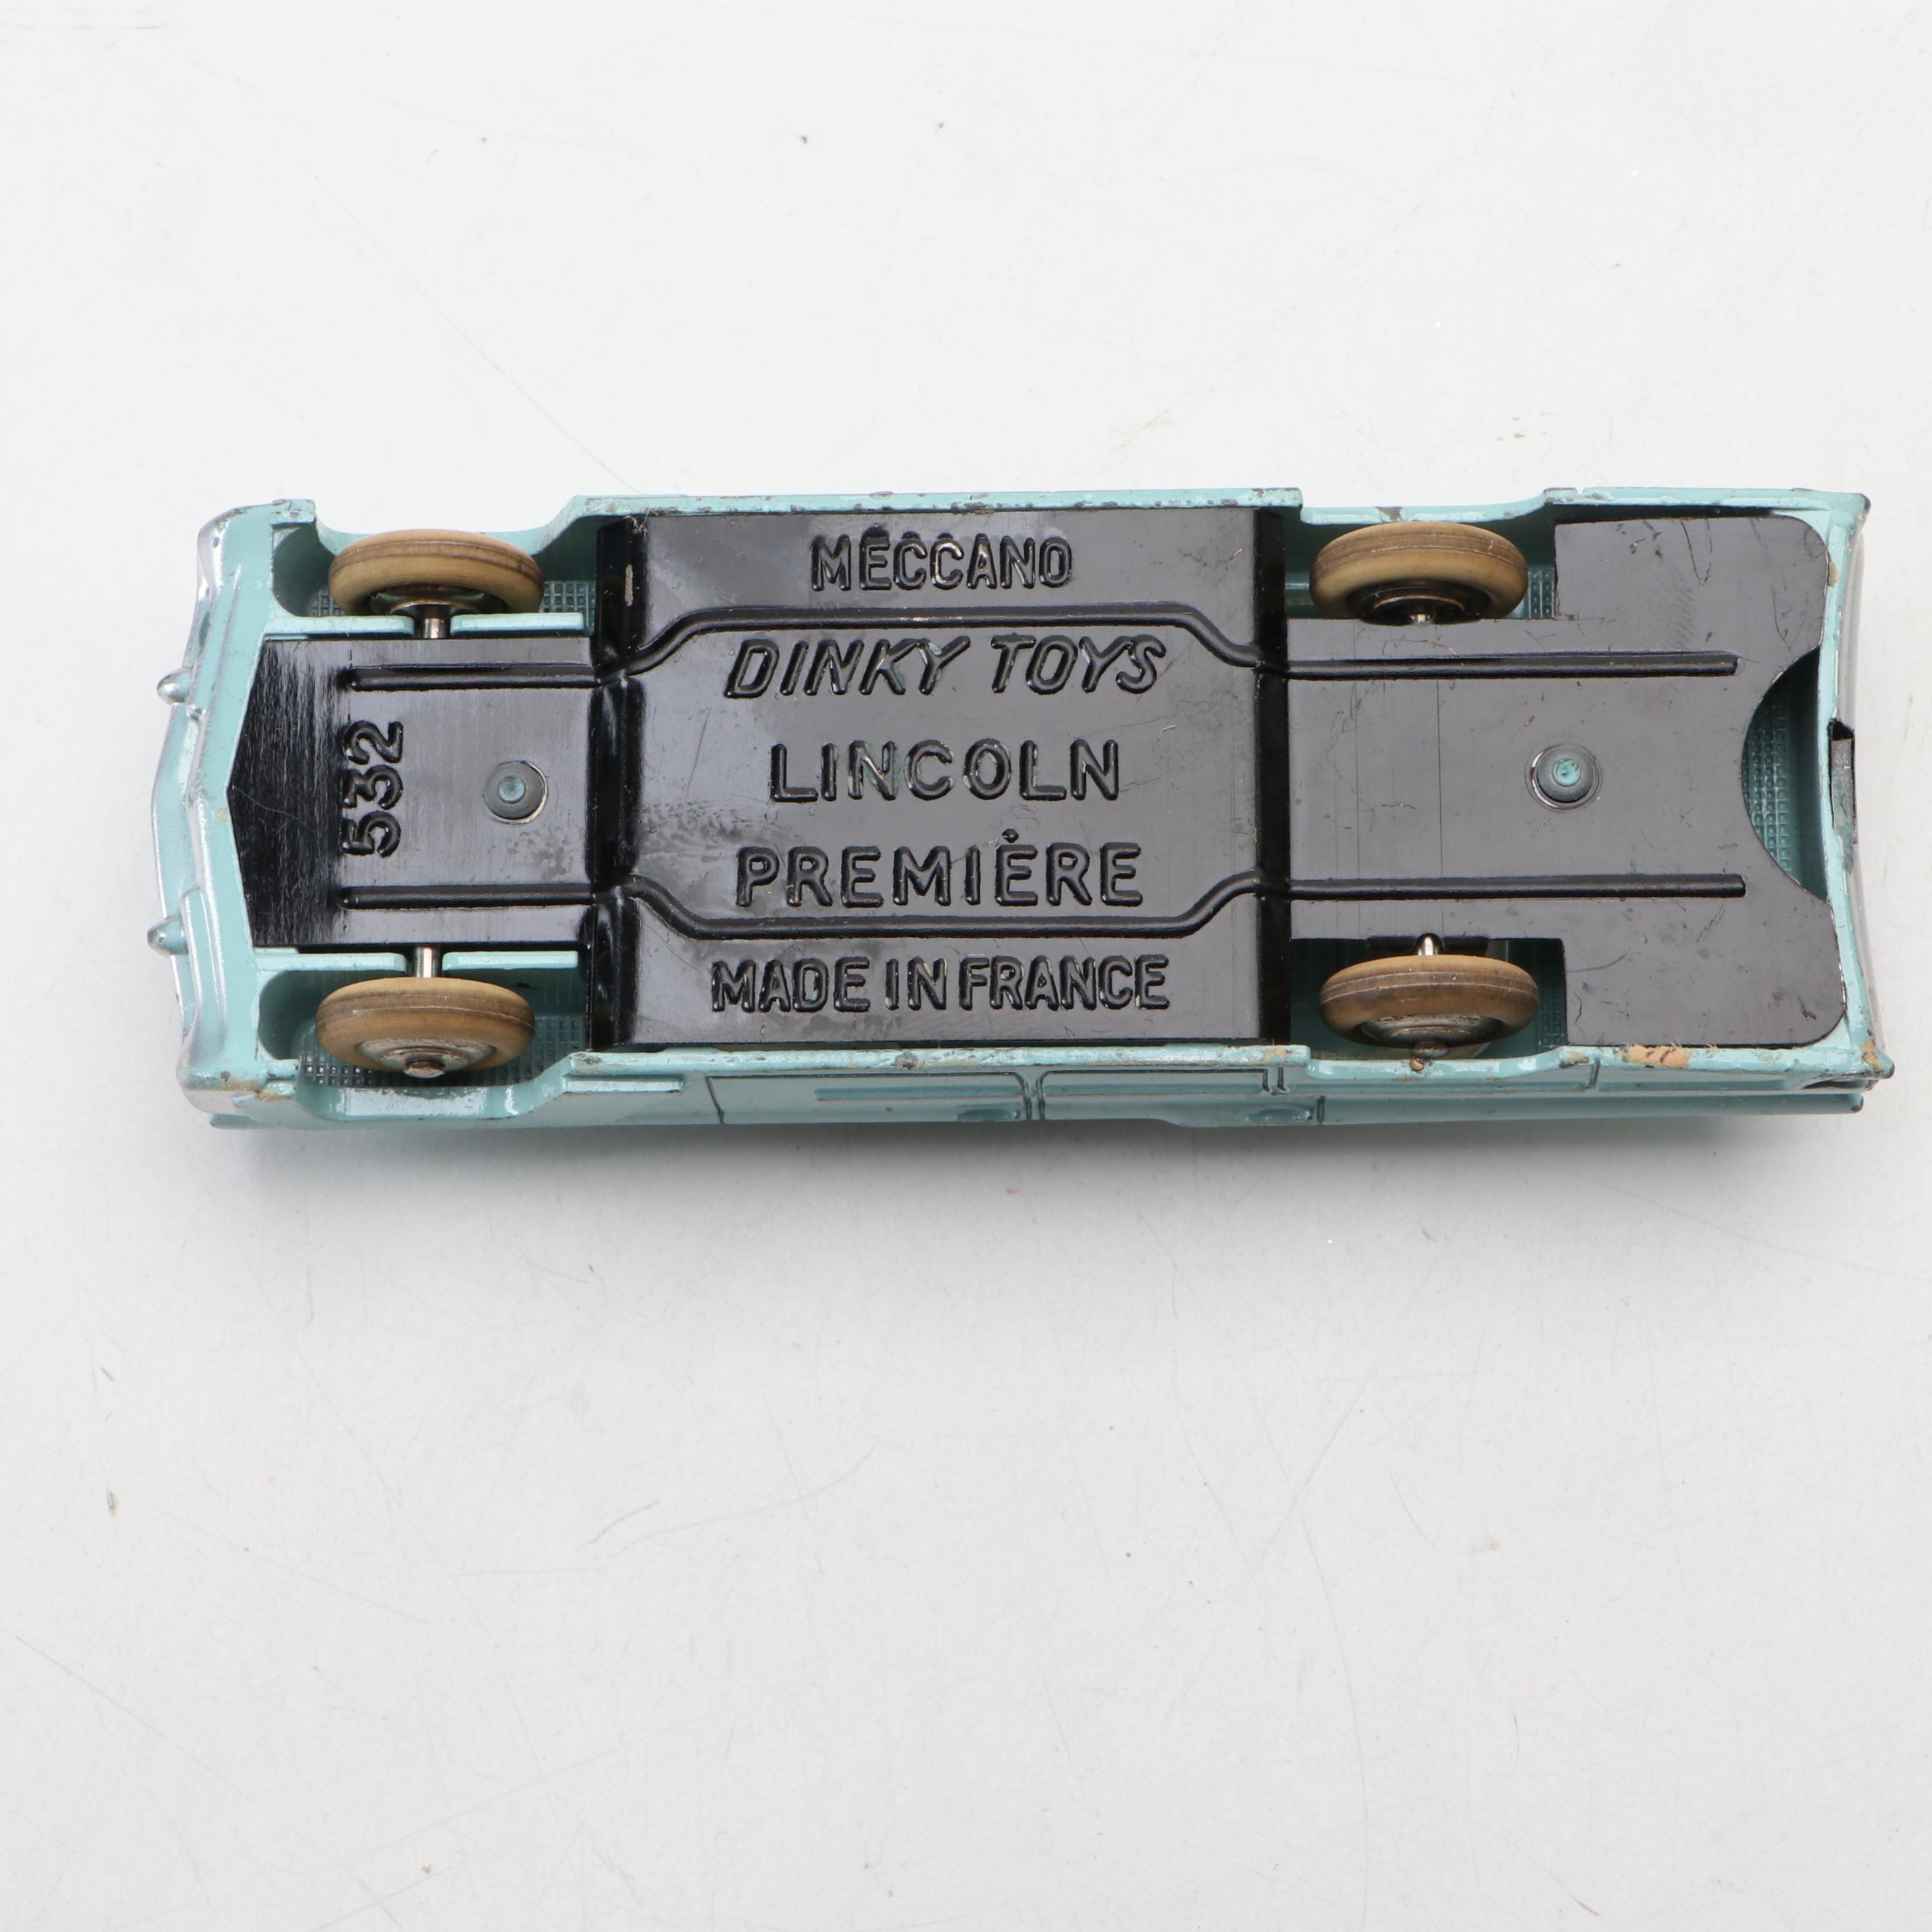 MECCANO
DINKY TOYS
LINCOLN
PREMIÈRE
MADE IN FRANCE
532